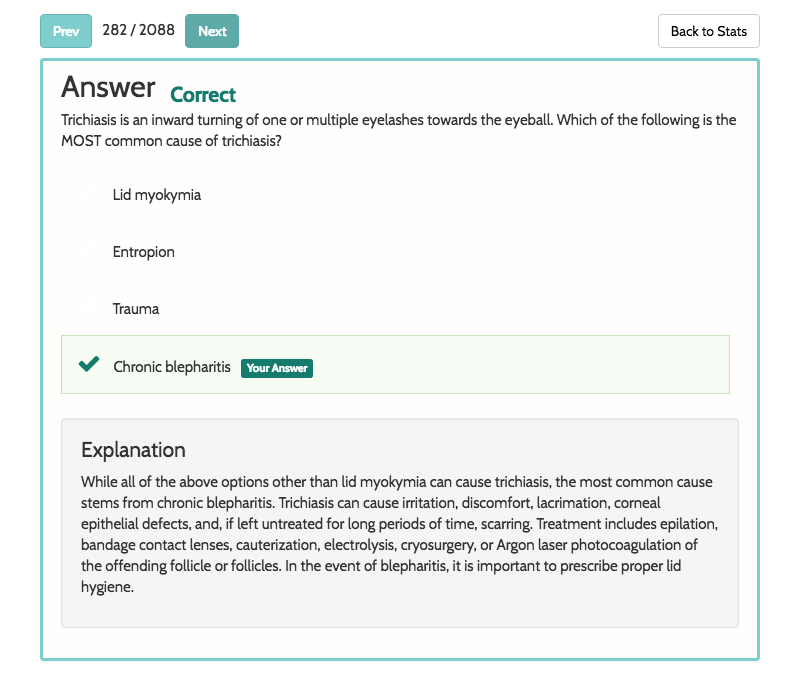 Prev 282 / 2088 Next Back to Stats
Answer Correct
Trichiasis is an inward turning of one or multiple eyelashes towards the eyeball. Which of the following is the
MOST common cause of trichiasis?
Lid myokymia
Entropion
Trauma
Chronic blepharitis Your Answer
Explanation
While all of the above options other than lid myokymia can cause trichiasis, the most common cause
stems from chronic blepharitis. Trichiasis can cause irritation, discomfort, lacrimation, corneal
epithelial defects, and, if left untreated for long periods of time, scarring. Treatment includes epilation,
bandage contact lenses, cauterization, electrolysis, cryosurgery, or Argon laser photocoagulation of
the offending follicle or follicles. In the event of blepharitis, it is important to prescribe proper lid
hygiene.